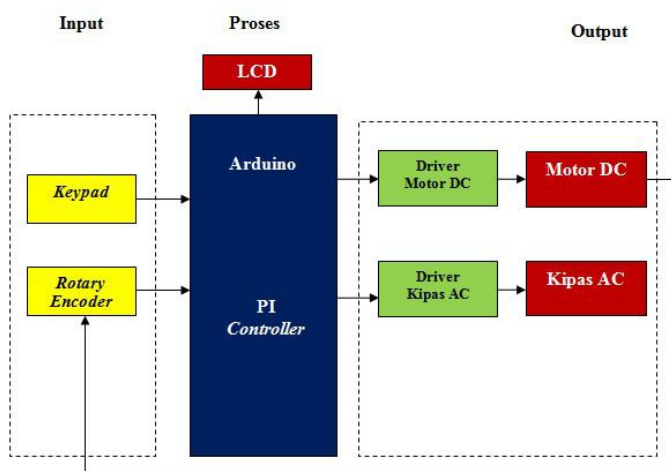 Input
Proses
Output
LCD
Arduino
Keypad
Driver
Motor DC
Motor DC
Rotary
Encoder
PI
Controller
Driver
Kipas AC
Kipas AC